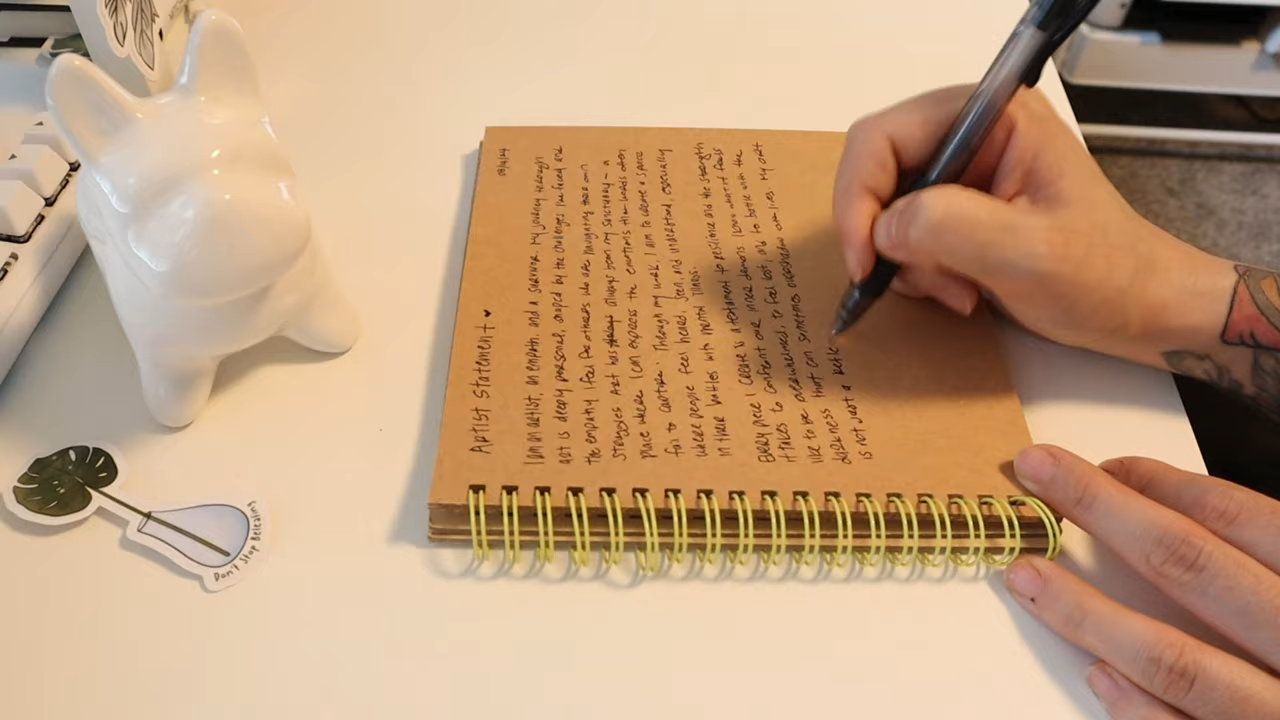 09/19/24
Artist Statement ♥
I am an artist, an empath, and a survivor. My journey through
art is deeply personal, shaped by the challenges I've faced and
the empathy I feel for others who are navigating their own
struggles. Art has always been my sanctuary – a
place where I can express the emotions that words often
fail to capture. Through my work, I aim to create a space
where people feel heard, seen, and understood, especially
in their battles with mental illness.
Every piece I create is a testament to resilience and the strength
it takes to confront our inner demons. I know what it feels
like to be overwhelmed, to feel lost, and to battle with the
darkness that can sometimes overshadow our lives. My art
is not just a
Don't Stop Beleafing